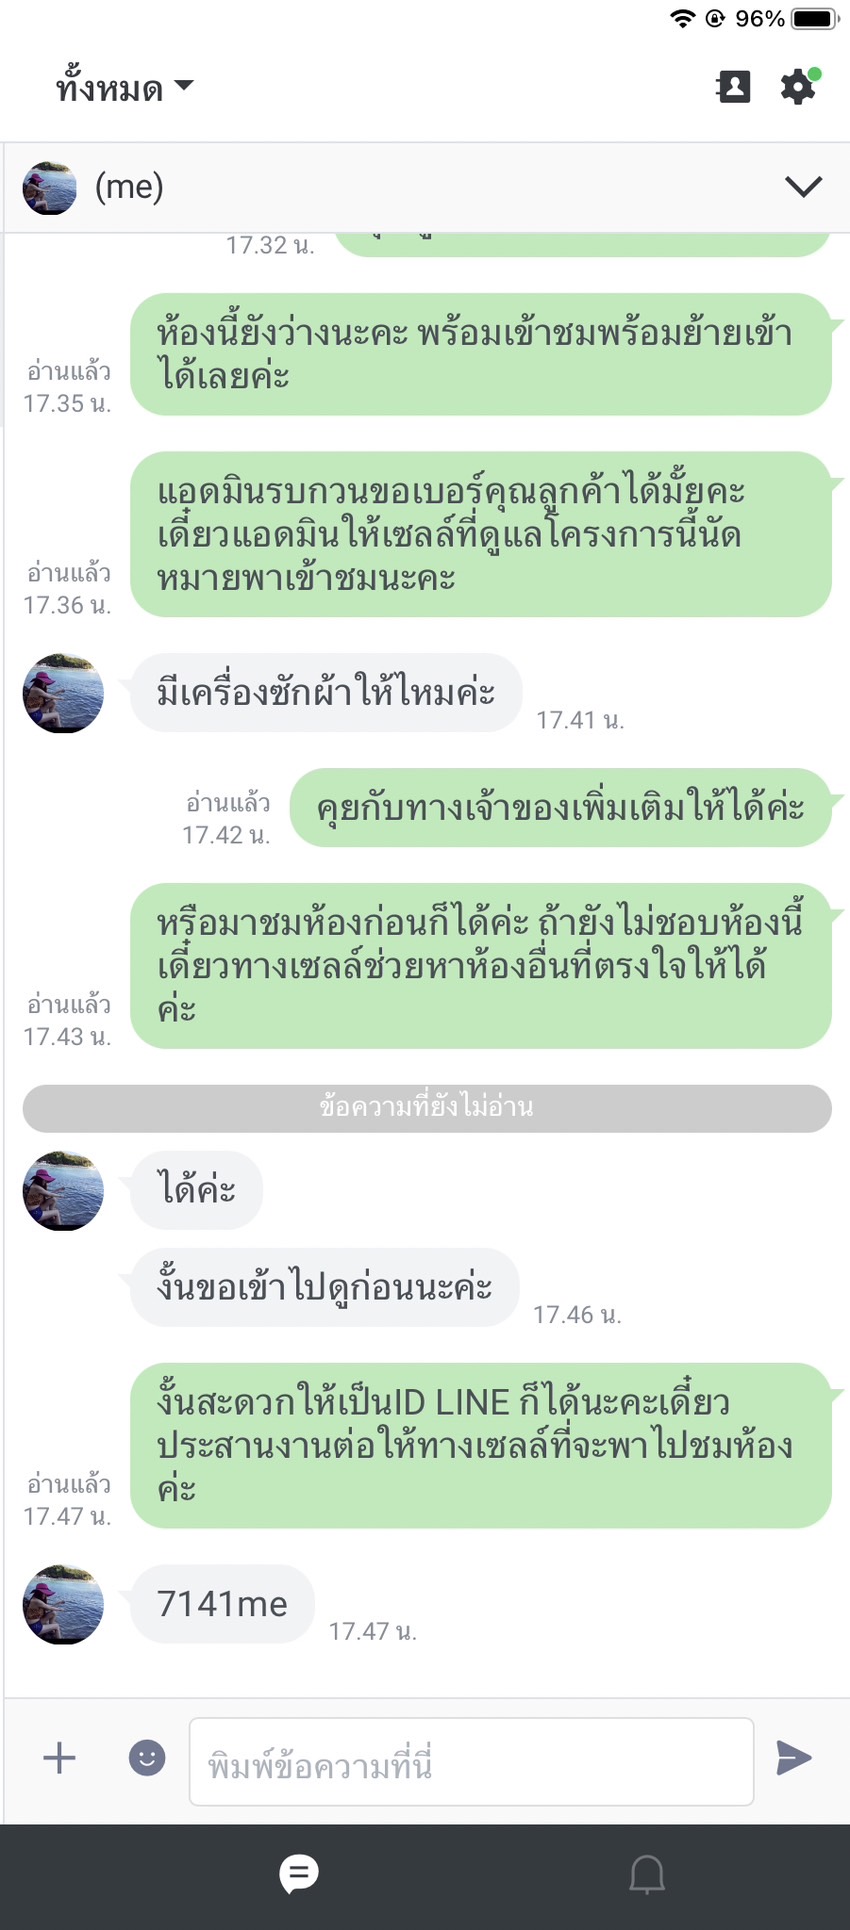 96%
ทั้งหมด
(me)
17.32 น.
ห้องนี้ยังว่างนะคะ พร้อมเข้าชมพร้อมย้ายเข้า
ได้เลยค่ะ
อ่านแล้ว
17.35 น.
แอดมินรบกวนขอเบอร์คุณลูกค้าได้มั้ยคะ
เดี๋ยวแอดมินให้เซลล์ที่ดูแลโครงการนี้นัด
หมายพาเข้าชมนะคะ
อ่านแล้ว
17.36 น.
มีเครื่องซักผ้าให้ไหมค่ะ
17.41 น.
คุยกับทางเจ้าของเพิ่มเติมให้ได้ค่ะ
อ่านแล้ว
17.42 น.
หรือมาชมห้องก่อนก็ได้ค่ะ ถ้ายังไม่ชอบห้องนี้
เดี๋ยวทางเซลล์ช่วยหาห้องอื่นที่ตรงใจให้ได้
ค่ะ
อ่านแล้ว
17.43 น.
ข้อความที่ยังไม่อ่าน
ได้ค่ะ
งั้นขอเข้าไปดูก่อนนะค่ะ
17.46 น.
งั้นสะดวกให้เป็นID LINE ก็ได้นะคะเดี๋ยว
ประสานงานต่อให้ทางเซลล์ที่จะพาไปชมห้อง
ค่ะ
อ่านแล้ว
17.47 น.
7141me
17.47 น.
พิมพ์ข้อความที่นี่